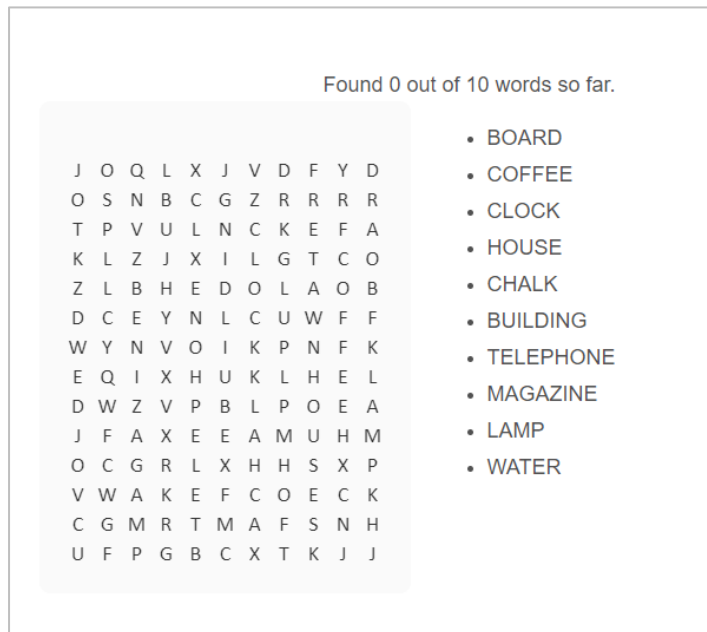 Found 0 out of 10 words so far.
J O Q L X J V D F Y D
O S N B C G Z R R R R
T P V U L N C K E F A
K L Z J X I L G T C O
Z L B H E D O L A O B
D C E Y N L C U W F F
W Y N V O I K P N F K
E Q I X H U K L H E L
D W Z V P B L P O E A
J F A X E E A M U H M
O C G R L X H H S X P
V W A K E F C O E C K
C G M R T M A F S N H
U F P G B C X T K J J
• BOARD
• COFFEE
• CLOCK
• HOUSE
• CHALK
• BUILDING
• TELEPHONE
• MAGAZINE
• LAMP
• WATER